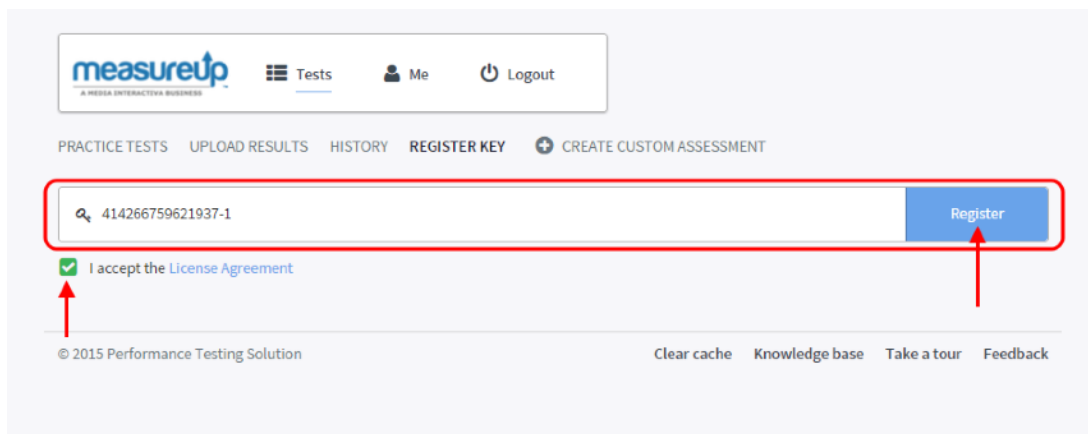 measureup
A MEDIA INTERACTIVA BUSINESS
Tests Me Logout
PRACTICE TESTS UPLOAD RESULTS HISTORY REGISTER KEY CREATE CUSTOM ASSESSMENT
414266759621937-1 Register
I accept the License Agreement
© 2015 Performance Testing Solution Clear cache Knowledge base Take a tour Feedback